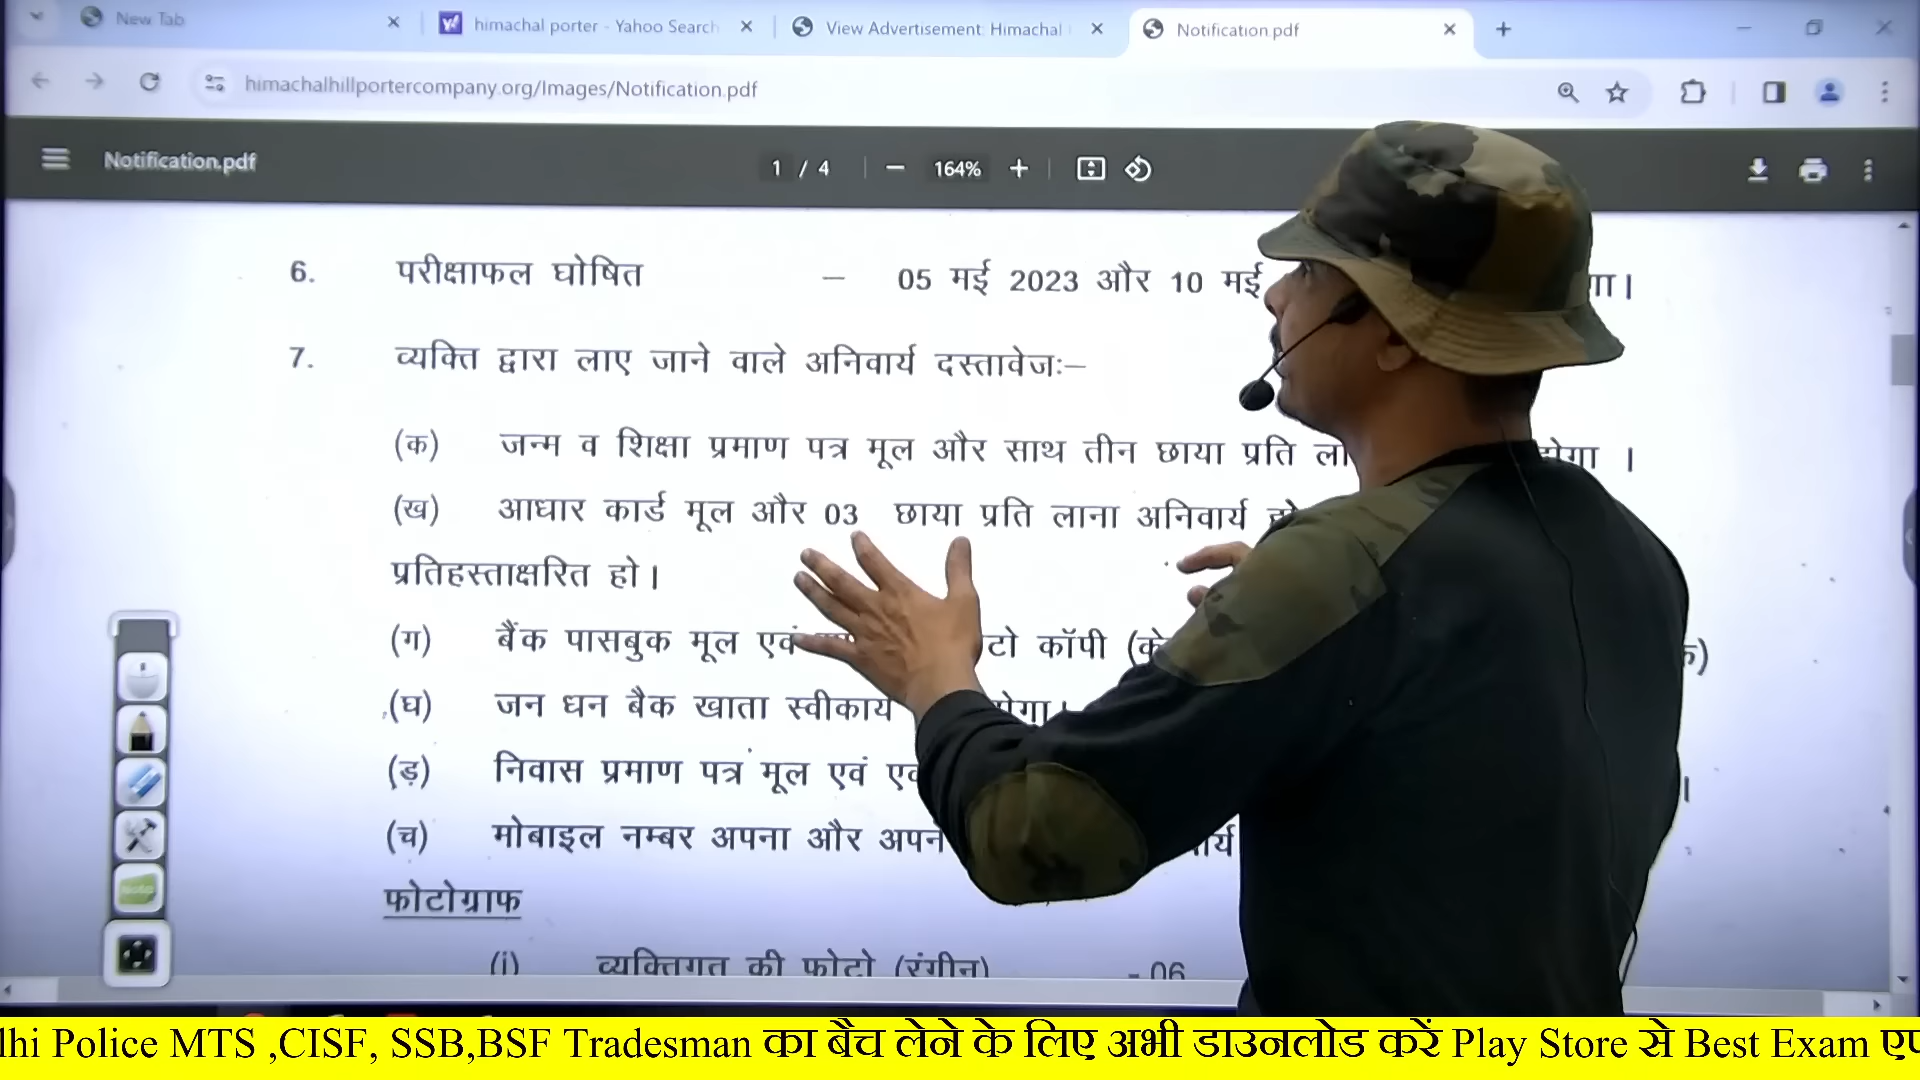 New Tab
himachal porter - Yahoo Search
View Advertisement: Himachal
Notification.pdf
himachalhillportercompany.org/Images/Notification.pdf
Notification.pdf
1 / 4
164%
6. परीक्षाफल घोषित – 05 मई 2023 और 10 मई
7. व्यक्ति द्वारा लाए जाने वाले अनिवार्य दस्तावेजः–
(क) जन्म व शिक्षा प्रमाण पत्र मूल और साथ तीन छाया प्रति
(ख) आधार कार्ड मूल और 03 छाया प्रति लाना अनिवार्य
प्रतिहस्ताक्षरित हो।
(ग) बैंक पासबुक मूल एवं कॉपी
(घ) जन धन बैक खाता स्वीकार्य
(ड़) निवास प्रमाण पत्र मूल एवं
(च) मोबाइल नम्बर अपना और
फोटोग्राफ
(i) व्यक्तिगत की फोटो (रंगीन) - 06
lhi Police MTS ,CISF, SSB,BSF Tradesman का बैच लेने के लिए अभी डाउनलोड करें Play Store से Best Exam